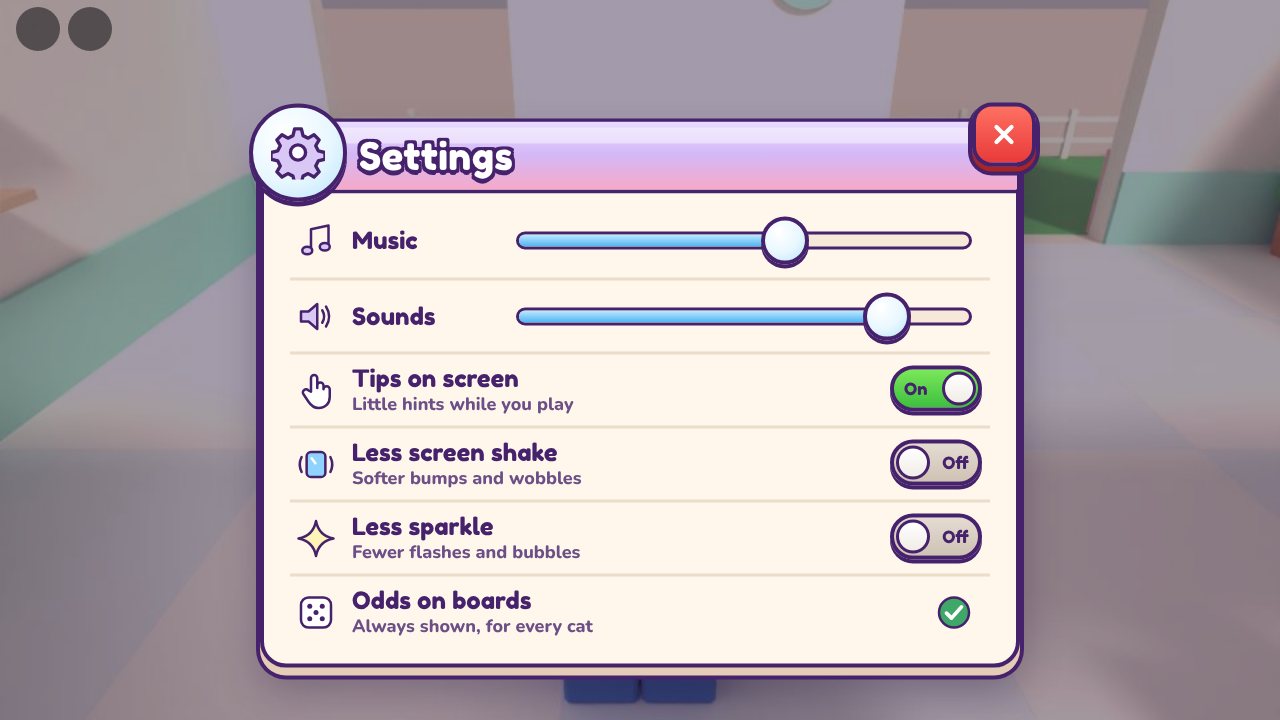 Settings
Music
Sounds
Tips on screen
Little hints while you play
On
Less screen shake
Softer bumps and wobbles
Off
Less sparkle
Fewer flashes and bubbles
Off
Odds on boards
Always shown, for every cat